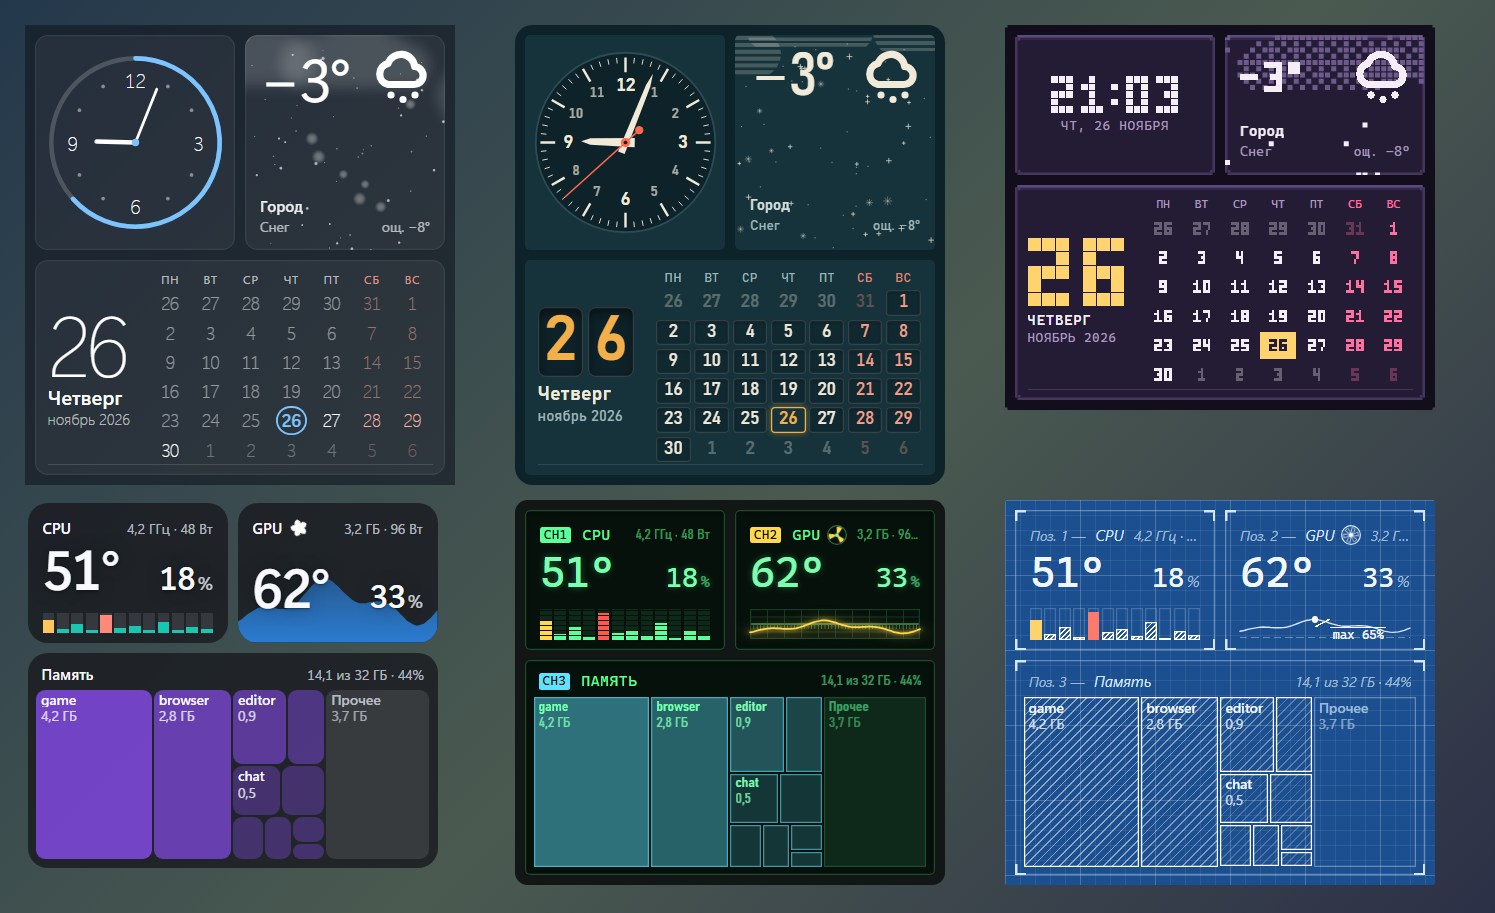 12
9
3
6
−3°
Город
Снег
ощ. −8°
ПН ВТ СР ЧТ ПТ СБ ВС
26 27 28 29 30 31 1
2 3 4 5 6 7 8
9 10 11 12 13 14 15
16 17 18 19 20 21 22
23 24 25 26 27 28 29
30 1 2 3 4 5 6
26
Четверг
ноябрь 2026
12
11 1
10 2
9 3
8 4
7 5
6
−3°
Город
Снег
ощ. −8°
ПН ВТ СР ЧТ ПТ СБ ВС
26 27 28 29 30 31 1
2 3 4 5 6 7 8
9 10 11 12 13 14 15
16 17 18 19 20 21 22
23 24 25 26 27 28 29
30 1 2 3 4 5 6
26
Четверг
ноябрь 2026
21:03
ЧТ, 26 НОЯБРЯ
−3°
Город
Снег
ощ. −8°
ПН ВТ СР ЧТ ПТ СБ ВС
26 27 28 29 30 31 1
2 3 4 5 6 7 8
9 10 11 12 13 14 15
16 17 18 19 20 21 22
23 24 25 26 27 28 29
30 1 2 3 4 5 6
26
ЧЕТВЕРГ
НОЯБРЬ 2026
CPU 4,2 ГГц · 48 Вт
51° 18%
GPU 3,2 ГБ · 96 Вт
62° 33%
Память 14,1 из 32 ГБ · 44%
game
4,2 ГБ
browser
2,8 ГБ
editor
0,9
chat
0,5
Прочее
3,7 ГБ
CH1 CPU 4,2 ГГц · 48 Вт
51° 18%
CH2 GPU 3,2 ГБ · 96…
62° 33%
CH3 ПАМЯТЬ 14,1 из 32 ГБ · 44%
game
4,2 ГБ
browser
2,8 ГБ
editor
0,9
chat
0,5
Прочее
3,7 ГБ
Поз. 1 — CPU 4,2 ГГц · …
51° 18%
Поз. 2 — GPU 3,2 Г…
62° 33%
max 65%
Поз. 3 — Память 14,1 из 32 ГБ · 44%
game
4,2 ГБ
browser
2,8 ГБ
editor
0,9
chat
0,5
Прочее
3,7 ГБ